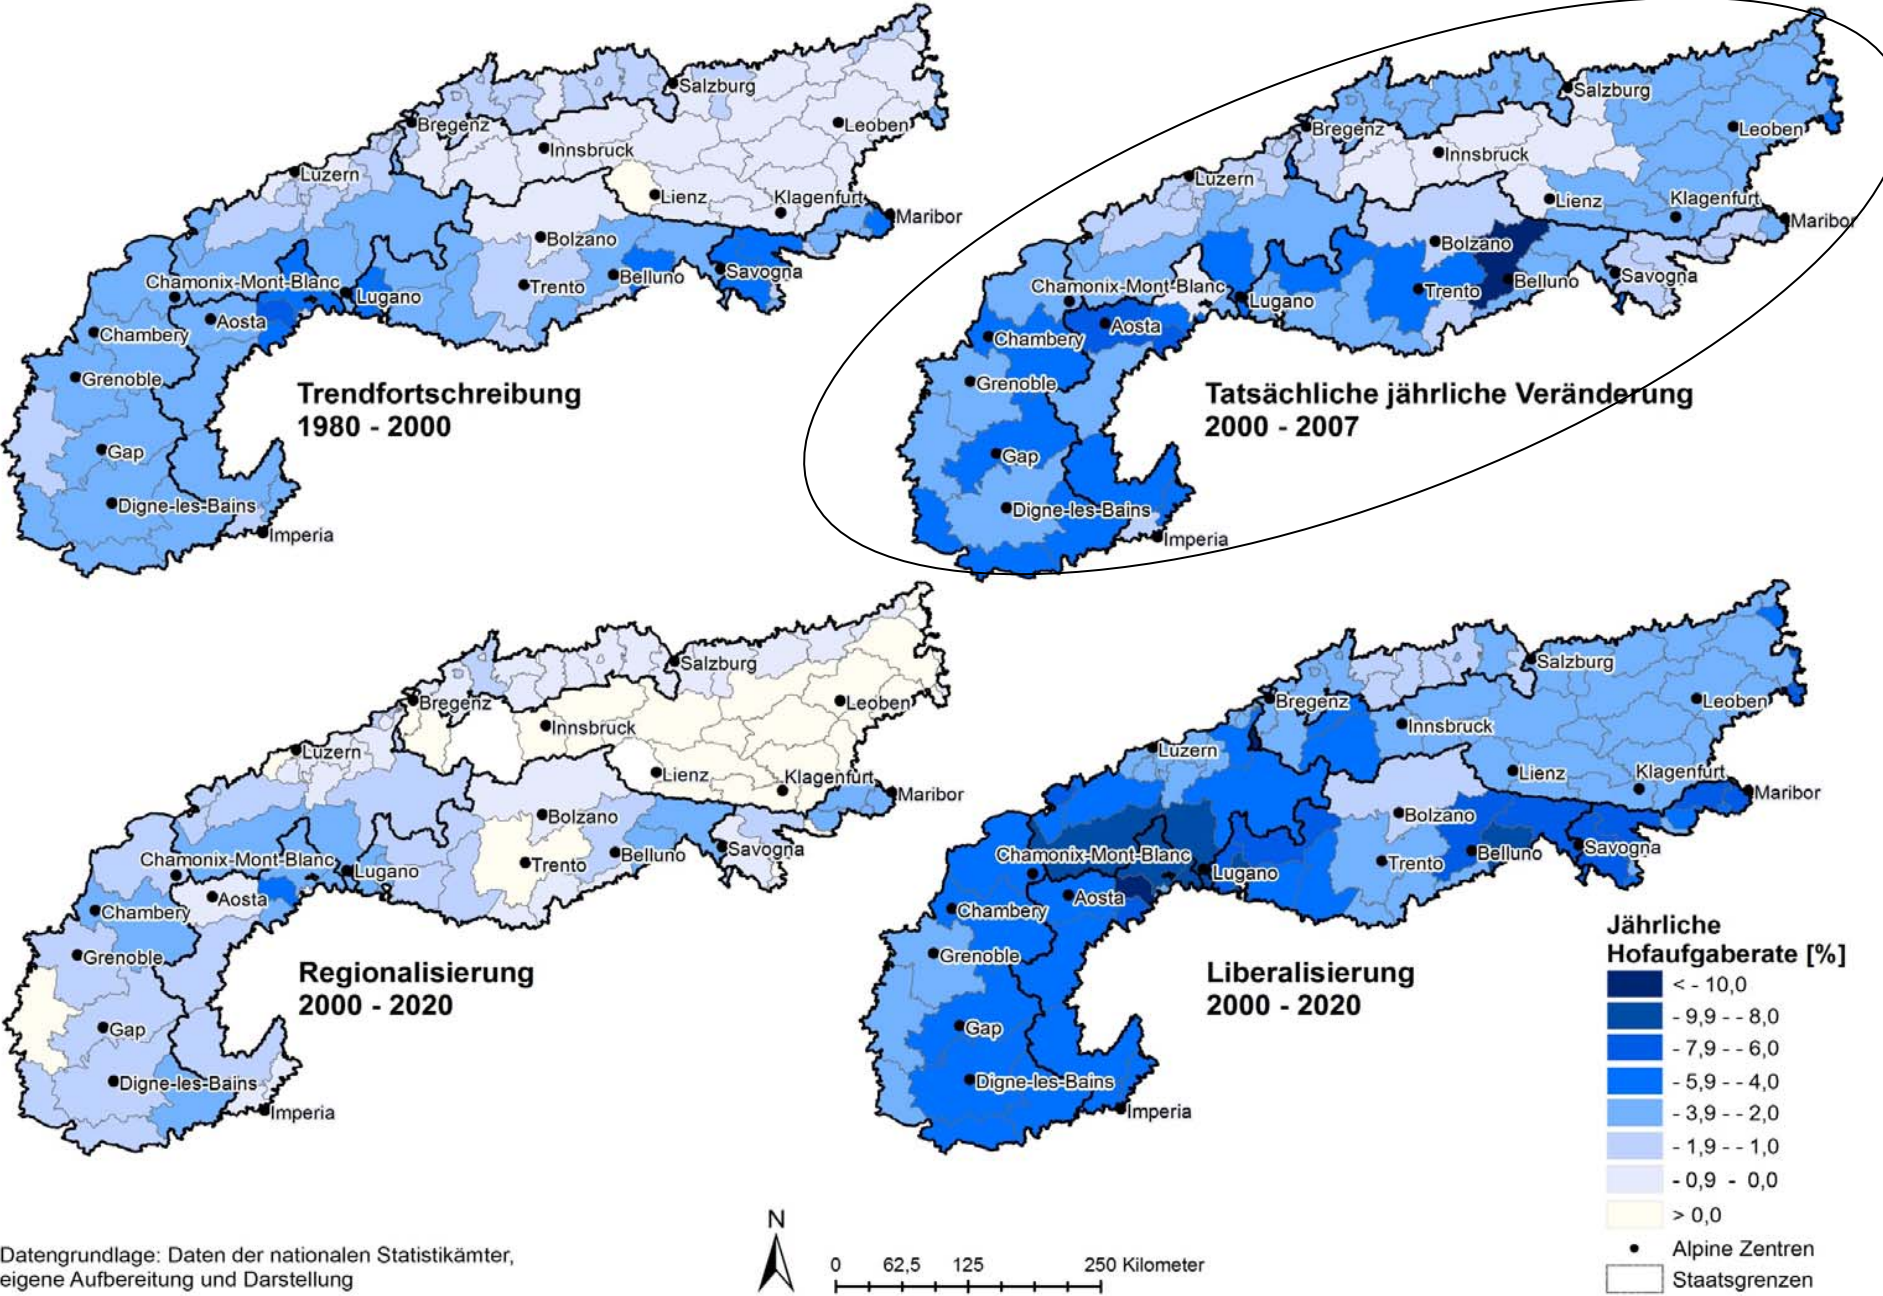 Salzburg
Bregenz
Leoben
Innsbruck
Luzern
Lienz
Klagenfurt
Maribor
Bolzano
Savogna
Belluno
Chamonix-Mont-Blanc
Trento
Lugano
Aosta
Chambery
Grenoble
Gap
Digne-les-Bains
Imperia
Trendfortschreibung
1980 - 2000
Salzburg
Bregenz
Leoben
Innsbruck
Luzern
Lienz
Klagenfurt
Maribor
Bolzano
Savogna
Belluno
Chamonix-Mont-Blanc
Trento
Lugano
Aosta
Chambery
Grenoble
Gap
Digne-les-Bains
Imperia
Tatsächliche jährliche Veränderung
2000 - 2007
Salzburg
Bregenz
Leoben
Innsbruck
Luzern
Lienz
Klagenfurt
Maribor
Bolzano
Savogna
Belluno
Chamonix-Mont-Blanc
Trento
Lugano
Aosta
Chambery
Grenoble
Gap
Digne-les-Bains
Imperia
Regionalisierung
2000 - 2020
Salzburg
Bregenz
Leoben
Innsbruck
Luzern
Lienz
Klagenfurt
Maribor
Bolzano
Savogna
Belluno
Chamonix-Mont-Blanc
Trento
Lugano
Aosta
Chambery
Grenoble
Gap
Digne-les-Bains
Imperia
Liberalisierung
2000 - 2020
Jährliche
Hofaufgaberate [%]
< - 10,0
- 9,9 - - 8,0
- 7,9 - - 6,0
- 5,9 - - 4,0
- 3,9 - - 2,0
- 1,9 - - 1,0
- 0,9 - 0,0
> 0,0
Alpine Zentren
Staatsgrenzen
Datengrundlage: Daten der nationalen Statistikämter,
eigene Aufbereitung und Darstellung
N
0 62,5 125 250 Kilometer